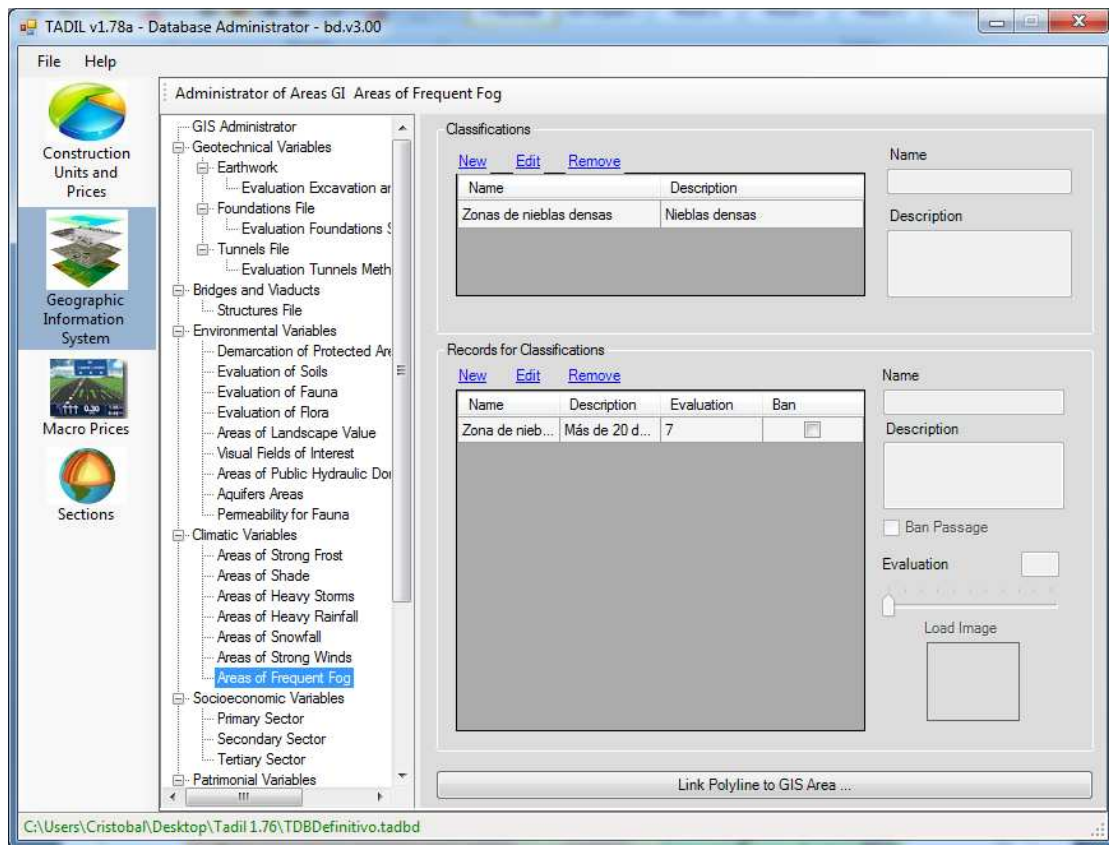 TADIL v1.78a - Database Administrator - bd.v3.00
File Help
Construction
Units and
Prices
Geographic
Information
System
Macro Prices
Sections
Administrator of Areas GI Areas of Frequent Fog
GIS Administrator
Geotechnical Variables
Earthwork
Evaluation Excavation ar
Foundations File
Evaluation Foundations S
Tunnels File
Evaluation Tunnels Meth
Bridges and Viaducts
Structures File
Environmental Variables
Demarcation of Protected Are
Evaluation of Soils
Evaluation of Fauna
Evaluation of Flora
Areas of Landscape Value
Visual Fields of Interest
Areas of Public Hydraulic Dor
Aquifers Areas
Permeability for Fauna
Climatic Variables
Areas of Strong Frost
Areas of Shade
Areas of Heavy Storms
Areas of Heavy Rainfall
Areas of Snowfall
Areas of Strong Winds
Areas of Frequent Fog
Socioeconomic Variables
Primary Sector
Secondary Sector
Tertiary Sector
Patrimonial Variables
Classifications
New Edit Remove
Name Description
Zonas de nieblas densas Nieblas densas
Name
Description
Records for Classifications
New Edit Remove
Name Description Evaluation Ban
Zona de nieb... Más de 20 d... 7
Name
Description
Ban Passage
Evaluation
Load Image
Link Polyline to GIS Area ...
C:\Users\Cristobal\Desktop\Tadil 1.76\TDBDefinitivo.tadbd